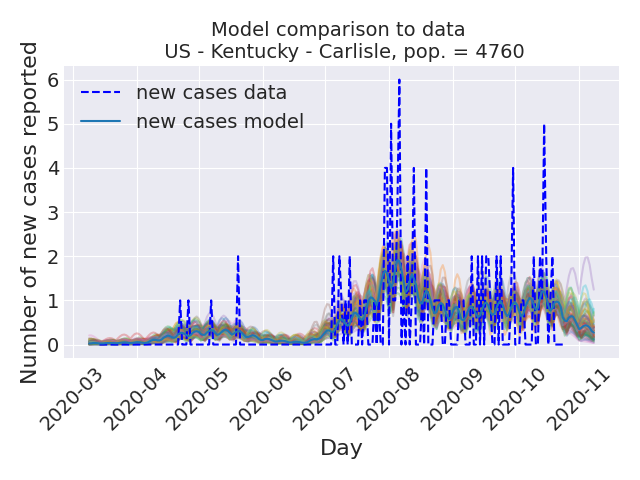 Model comparison to data
US - Kentucky - Carlisle, pop. = 4760
Number of new cases reported
6
5
4
3
2
1
0
new cases data
new cases model
2020-03
2020-04
2020-05
2020-06
2020-07
2020-08
2020-09
2020-10
2020-11
Day